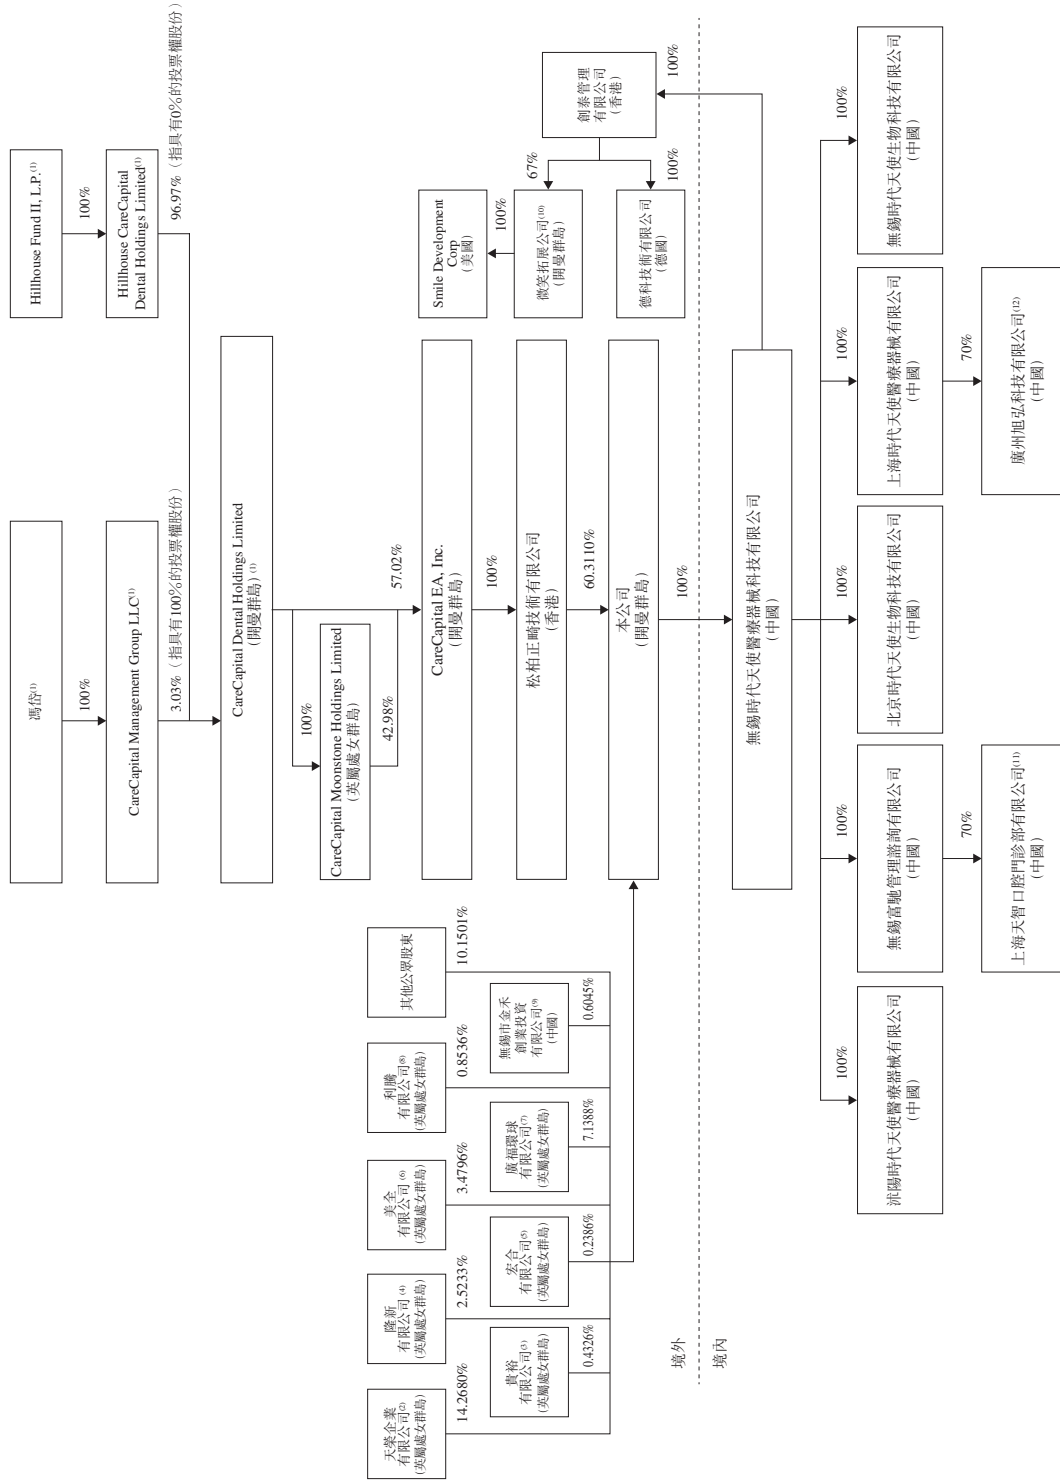 馮岱⁽¹⁾
100%
CareCapital Management Group LLC⁽¹⁾
3.03%（指具有100%的投票權股份）
Hillhouse Fund II, L.P.⁽¹⁾
100%
Hillhouse CareCapital
Dental Holdings Limited⁽¹⁾
96.97%（指具有0%的投票權股份）
CareCapital Dental Holdings Limited
(開曼群島)⁽¹⁾
100%
CareCapital Moonstone Holdings Limited
(英屬處女群島)
42.98%
57.02%
CareCapital EA, Inc.
(開曼群島)
100%
松柏正畸技術有限公司
(香港)
60.3110%
本公司
(開曼群島)
100%
天榮企業
有限公司⁽²⁾
(英屬處女群島)
14.2680%
隆新
有限公司⁽⁴⁾
(英屬處女群島)
2.5233%
美全
有限公司⁽⁶⁾
(英屬處女群島)
3.4796%
利騰
有限公司⁽⁸⁾
(英屬處女群島)
0.8536%
其他公眾股東
10.1501%
貴裕
有限公司⁽³⁾
(英屬處女群島)
0.4326%
宏合
有限公司⁽⁵⁾
(英屬處女群島)
0.2386%
廣福環球
有限公司⁽⁷⁾
(英屬處女群島)
7.1388%
無錫市金禾
創業投資
有限公司⁽⁹⁾
(中國)
0.6045%
Smile Development
Corp
(美國)
100%
微笑拓展公司⁽¹⁰⁾
(開曼群島)
67%
創泰管理
有限公司
(香港)
100%
德科技術有限公司
(德國)
100%
境外
境內
無錫時代天使醫療器械科技有限公司
(中國)
100%
沭陽時代天使醫療器械有限公司
(中國)
100%
無錫富馳管理諮詢有限公司
(中國)
70%
上海天智口腔門診部有限公司⁽¹¹⁾
(中國)
100%
北京時代天使生物科技有限公司
(中國)
100%
上海時代天使醫療器械有限公司
(中國)
70%
廣州旭弘科技有限公司⁽¹²⁾
(中國)
100%
無錫時代天使生物科技有限公司
(中國)